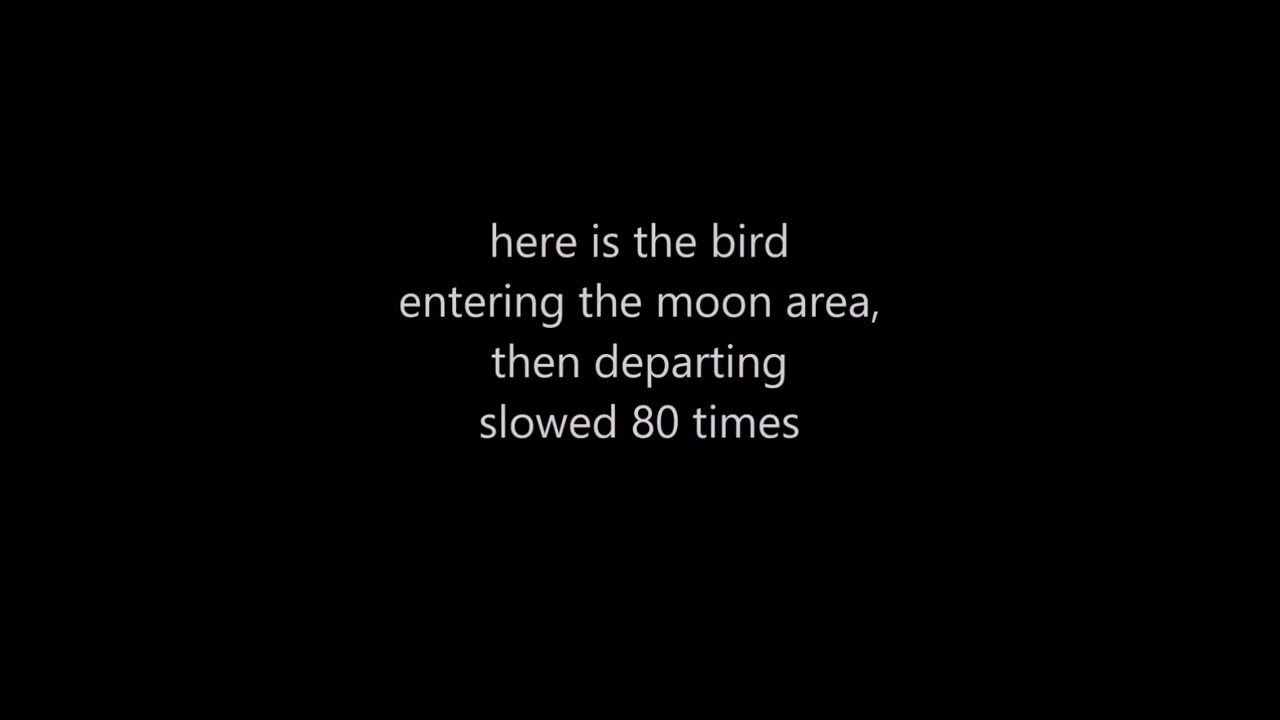 here is the bird
entering the moon area,
then departing
slowed 80 times